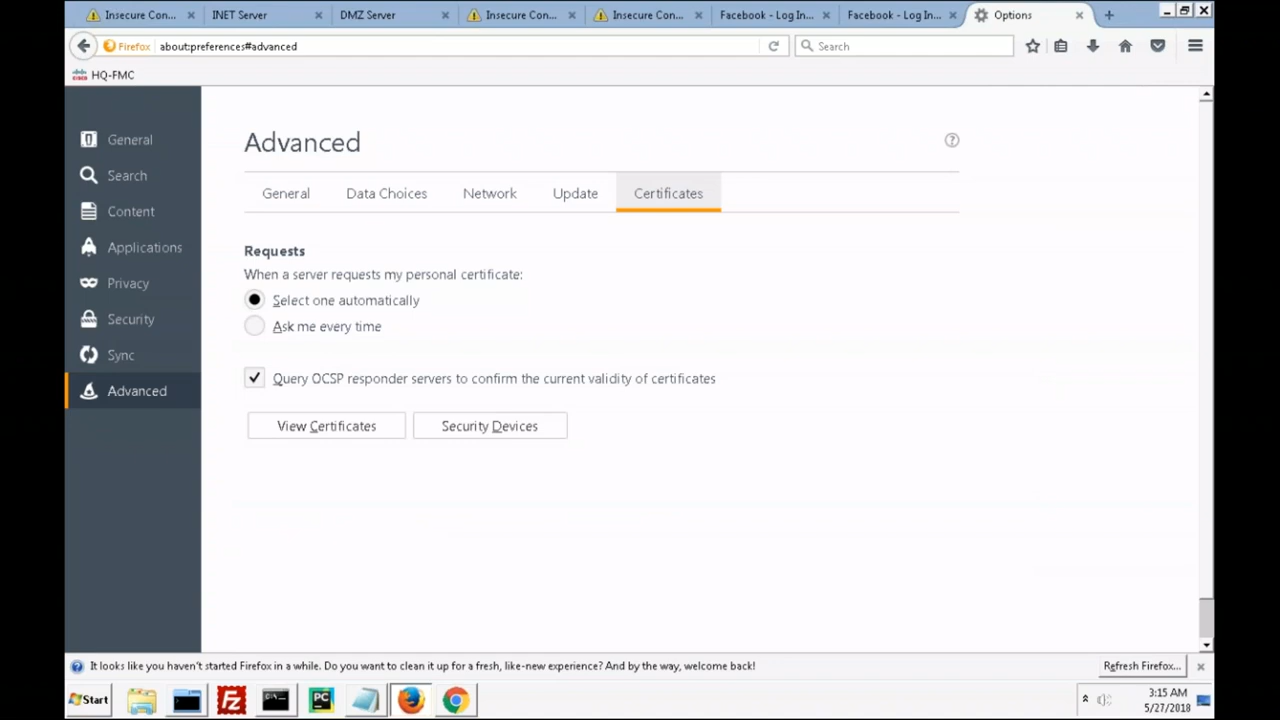 Insecure Con... INET Server DMZ Server Insecure Con... Insecure Con... Facebook - Log In... Facebook - Log In... Options
Firefox about:preferences#advanced Search
HQ-FMC
General
Search
Content
Applications
Privacy
Security
Sync
Advanced
Advanced
General Data Choices Network Update Certificates
Requests
When a server requests my personal certificate:
Select one automatically
Ask me every time
Query OCSP responder servers to confirm the current validity of certificates
View Certificates Security Devices
It looks like you haven't started Firefox in a while. Do you want to clean it up for a fresh, like-new experience? And by the way, welcome back! Refresh Firefox...
Start 3:15 AM
5/27/2018